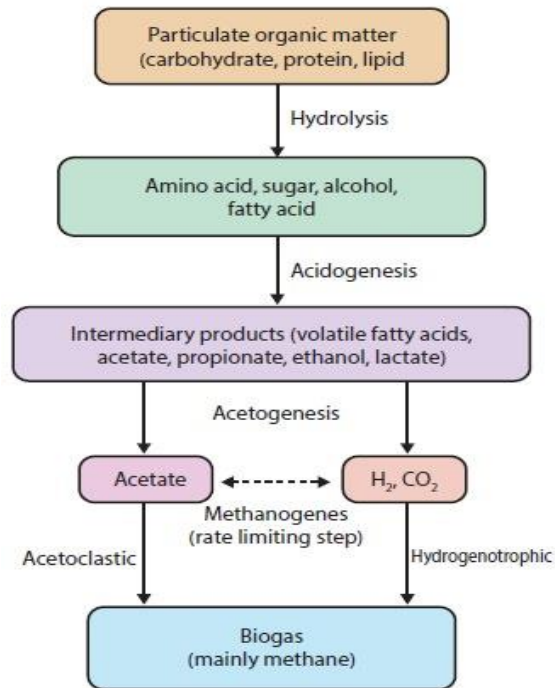 Particulate organic matter
(carbohydrate, protein, lipid
Hydrolysis
Amino acid, sugar, alcohol,
fatty acid
Acidogenesis
Intermediary products (volatile fatty acids,
acetate, propionate, ethanol, lactate)
Acetogenesis
Acetate
H₂, CO₂
Methanogenes
(rate limiting step)
Acetoclastic
Hydrogenotrophic
Biogas
(mainly methane)